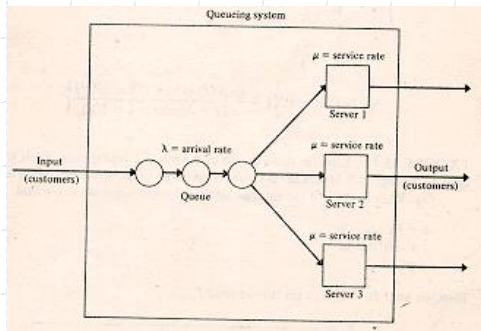 Queueing system
μ = service rate
Server 1
λ = arrival rate
μ = service rate
Input
(customers)
Queue
Output
(customers)
Server 2
μ = service rate
Server 3